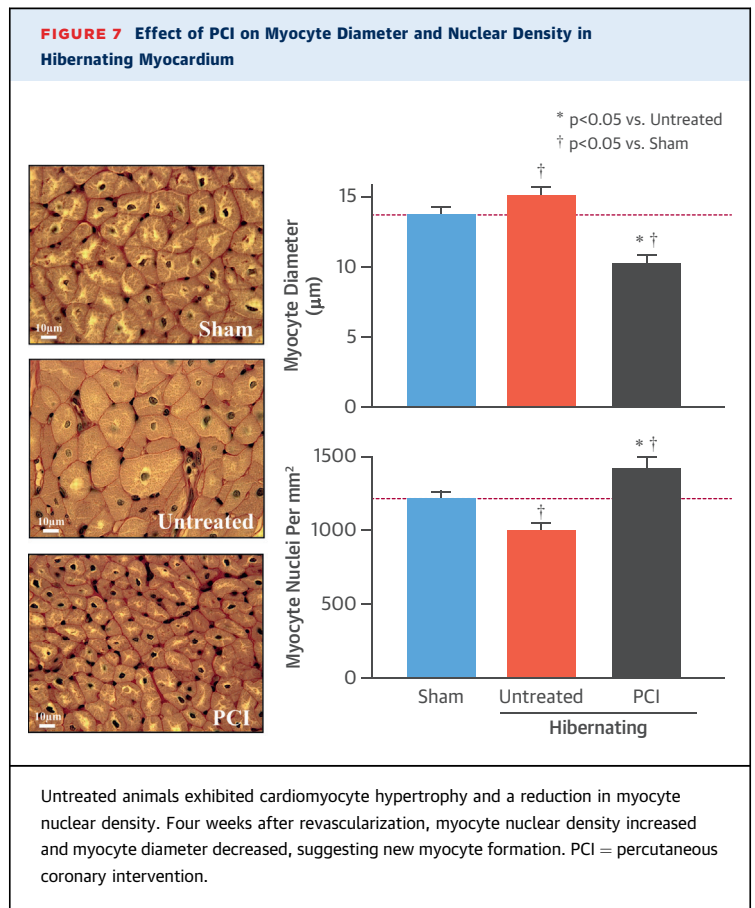 FIGURE 7 Effect of PCI on Myocyte Diameter and Nuclear Density in
Hibernating Myocardium
* p<0.05 vs. Untreated
† p<0.05 vs. Sham
Sham
10μm
Untreated
10μm
PCI
10μm
Myocyte Diameter
(μm)
15
10
5
0
†
* †
Myocyte Nuclei Per mm²
1500
1000
500
0
†
* †
Sham
Untreated
PCI
Hibernating
Untreated animals exhibited cardiomyocyte hypertrophy and a reduction in myocyte
nuclear density. Four weeks after revascularization, myocyte nuclear density increased
and myocyte diameter decreased, suggesting new myocyte formation. PCI = percutaneous
coronary intervention.